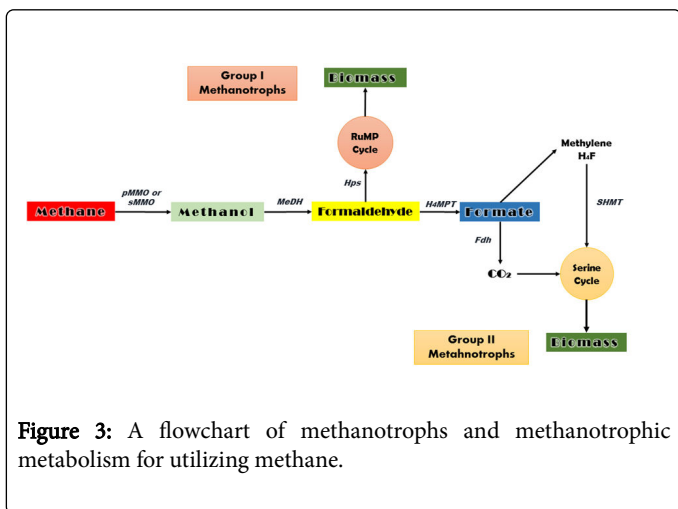 Group I
Methanotrophs
Biomass
RuMP
Cycle
Hps
Methylene
H₄F
pMMO or
sMMO
MeDH
H4MPT
SHMT
Methane
Methanol
Formaldehyde
Formate
Fdh
CO₂
Serine
Cycle
Group II
Metahnotrophs
Biomass
Figure 3: A flowchart of methanotrophs and methanotrophic
metabolism for utilizing methane.